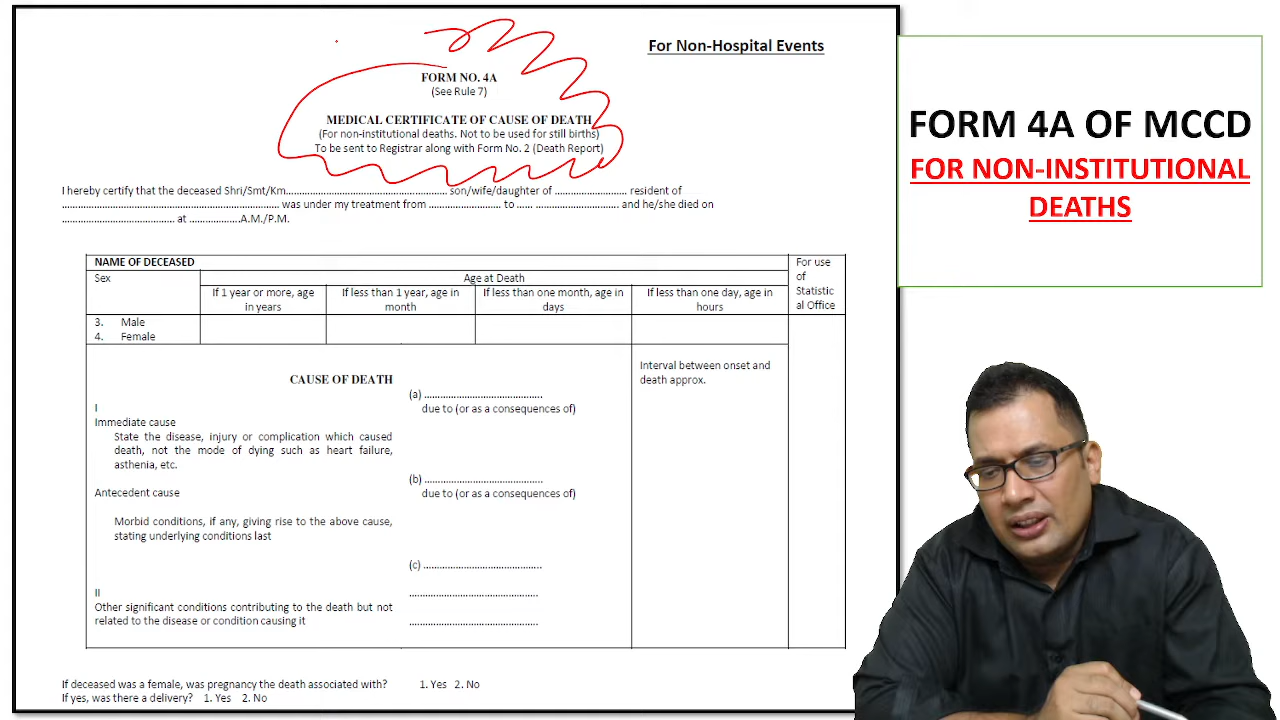 For Non-Hospital Events
FORM NO. 4A
(See Rule 7)
MEDICAL CERTIFICATE OF CAUSE OF DEATH
(For non-institutional deaths. Not to be used for still births)
To be sent to Registrar along with Form No. 2 (Death Report)
I hereby certify that the deceased Shri/Smt/Km.................................................. son/wife/daughter of ...................... resident of
.................................................................. was under my treatment from ...................... to ...... ......................... and he/she died on
.................................. at ...................A.M./P.M.
NAME OF DECEASED
For use of Statistic al Office
Sex
Age at Death
If 1 year or more, age in years
If less than 1 year, age in month
If less than one month, age in days
If less than one day, age in hours
3. Male
4. Female
Interval between onset and death approx.
CAUSE OF DEATH
(a) ..........................................
due to (or as a consequences of)
I
Immediate cause
State the disease, injury or complication which caused
death, not the mode of dying such as heart failure,
asthenia, etc.
(b) ..........................................
Antecedent cause
due to (or as a consequences of)
Morbid conditions, if any, giving rise to the above cause,
stating underlying conditions last
(c) ..........................................
II
..........................................
Other significant conditions contributing to the death but not
related to the disease or condition causing it
..........................................
If deceased was a female, was pregnancy the death associated with? 1. Yes 2. No
If yes, was there a delivery? 1. Yes 2. No
FORM 4A OF MCCD
FOR NON-INSTITUTIONAL
DEATHS